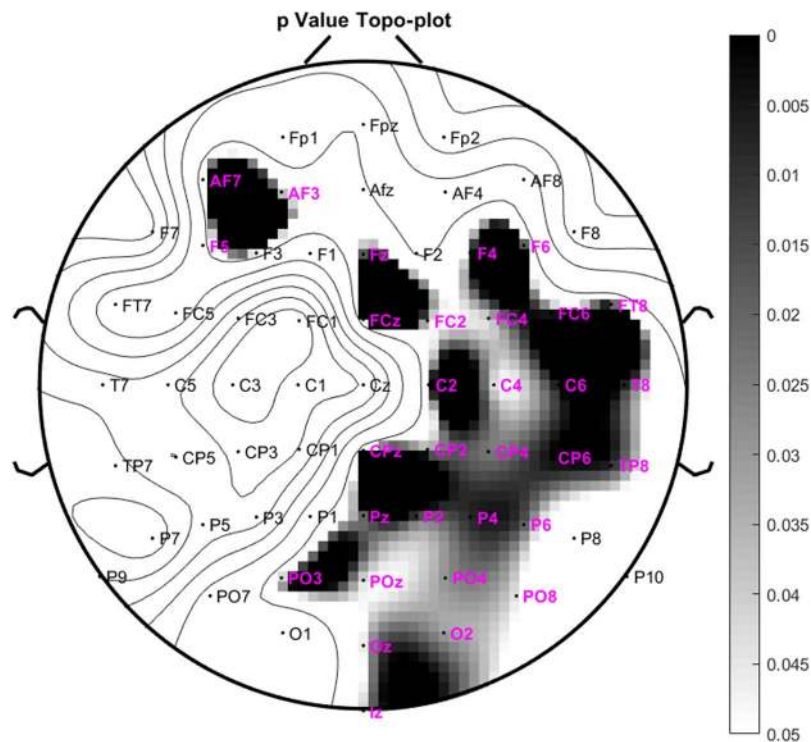 p Value Topo-plot
0
Fpz
Fp1 Fp2
0.005
AF7 AF3 Afz AF4 AF8
0.01
F7 F8
F5 F3 F1 Fz F2 F4 F6
0.015
FT7 FC5 FC3 FC1 FCz FC2 FC4 FC6 FT8
0.02
T7 C5 C3 C1 Cz C2 C4 C6 T8
0.025
TP7 CP5 CP3 CP1 CPz CP2 CP4 CP6 TP8
0.03
P7 P5 P3 P1 Pz P2 P4 P6 P8
0.035
P9 PO7 PO3 POz PO4 PO8 P10
0.04
O1 Oz O2
0.045
Iz
0.05